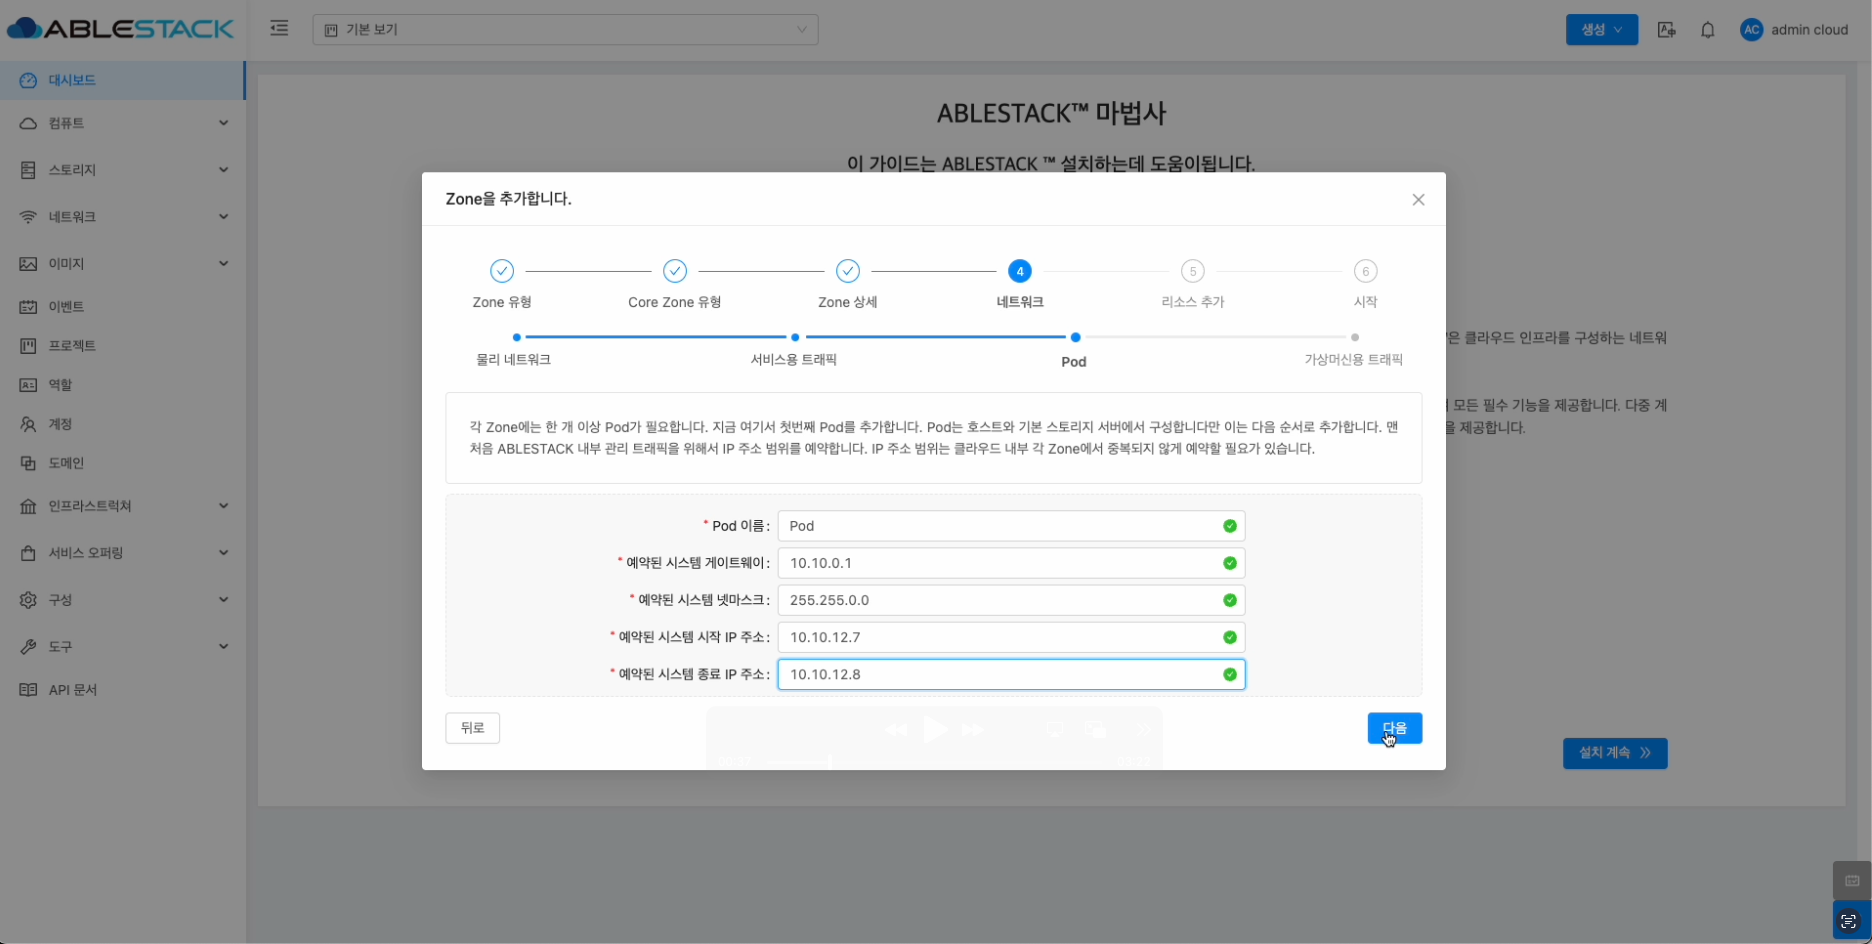 ABLESTACK
기본 보기
생성
AC
admin cloud
대시보드
컴퓨트
스토리지
네트워크
이미지
이벤트
프로젝트
역할
계정
도메인
인프라스트럭쳐
서비스 오퍼링
구성
도구
API 문서
ABLESTACK™ 마법사
이 가이드는 ABLESTACK ™ 설치하는데 도움이됩니다.
은 클라우드 인프라를 구성하는 네트워
모든 필수 기능을 제공합니다. 다중 계
을 제공합니다.
설치 계속
Zone을 추가합니다.
4
5
6
Zone 유형
Core Zone 유형
Zone 상세
네트워크
리소스 추가
시작
물리 네트워크
서비스용 트래픽
Pod
가상머신용 트래픽
각 Zone에는 한 개 이상 Pod가 필요합니다. 지금 여기서 첫번째 Pod를 추가합니다. Pod는 호스트와 기본 스토리지 서버에서 구성합니다만 이는 다음 순서로 추가합니다. 맨
처음 ABLESTACK 내부 관리 트래픽을 위해서 IP 주소 범위를 예약합니다. IP 주소 범위는 클라우드 내부 각 Zone에서 중복되지 않게 예약할 필요가 있습니다.
* Pod 이름: Pod
* 예약된 시스템 게이트웨이: 10.10.0.1
* 예약된 시스템 넷마스크: 255.255.0.0
* 예약된 시스템 시작 IP 주소: 10.10.12.7
* 예약된 시스템 종료 IP 주소: 10.10.12.8
뒤로
다음